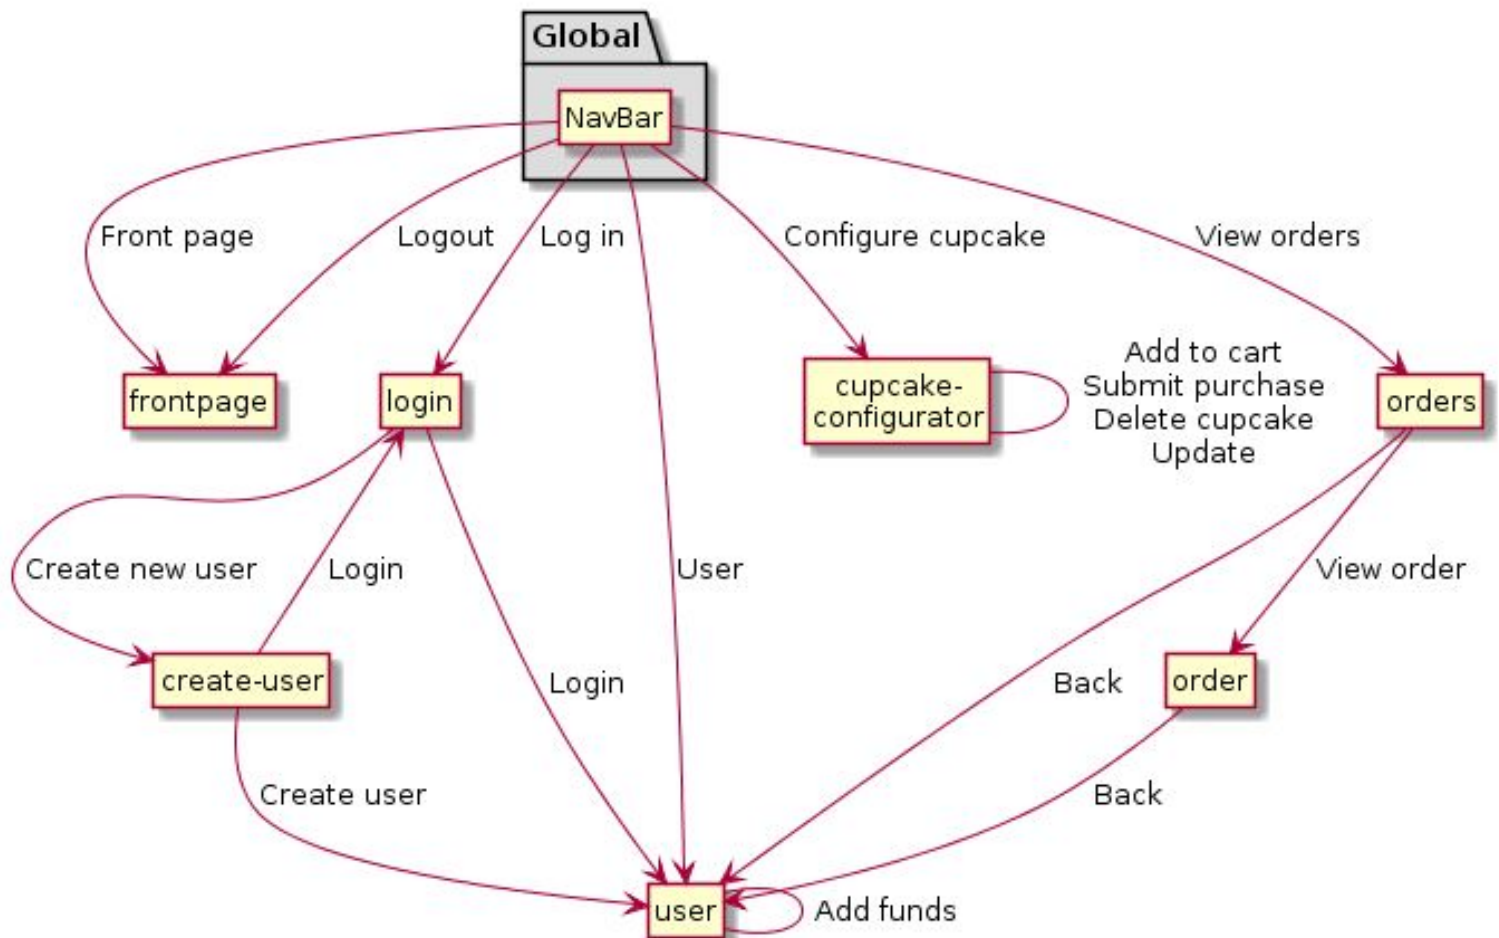 Global
NavBar
Front page
Logout
Log in
Configure cupcake
View orders
frontpage
login
cupcake-
configurator
Add to cart
Submit purchase
Delete cupcake
Update
orders
Create new user
Login
User
View order
create-user
Login
Back
order
Create user
Back
user
Add funds